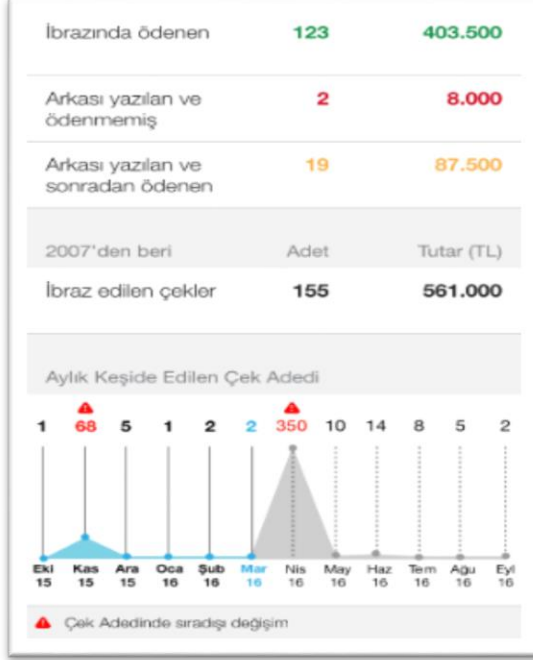 İbrazında ödenen 123 403.500
Arkası yazılan ve
ödenmemiş 2 8.000
Arkası yazılan ve
sonradan ödenen 19 87.500
2007'den beri Adet Tutar (TL)
İbraz edilen çekler 155 561.000
Aylık Keşide Edilen Çek Adedi
1 68 5 1 2 2 350 10 14 8 5 2
Eki Kas Ara Oca Şub Mar Nis May Haz Tem Ağu Eyl
15 15 15 16 16 16 16 16 16 16 16 16
Çek Adedinde sıradışı değişim